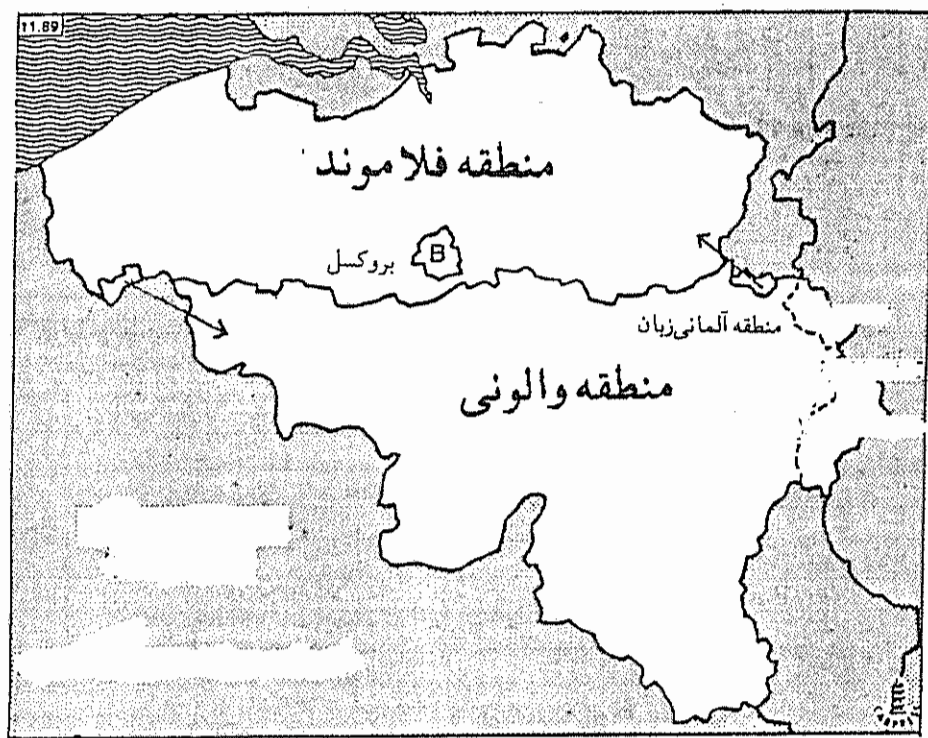 11.89
منطقه فلاموند
بروکسل
B
منطقه آلمانی‌زبان
منطقه والونی